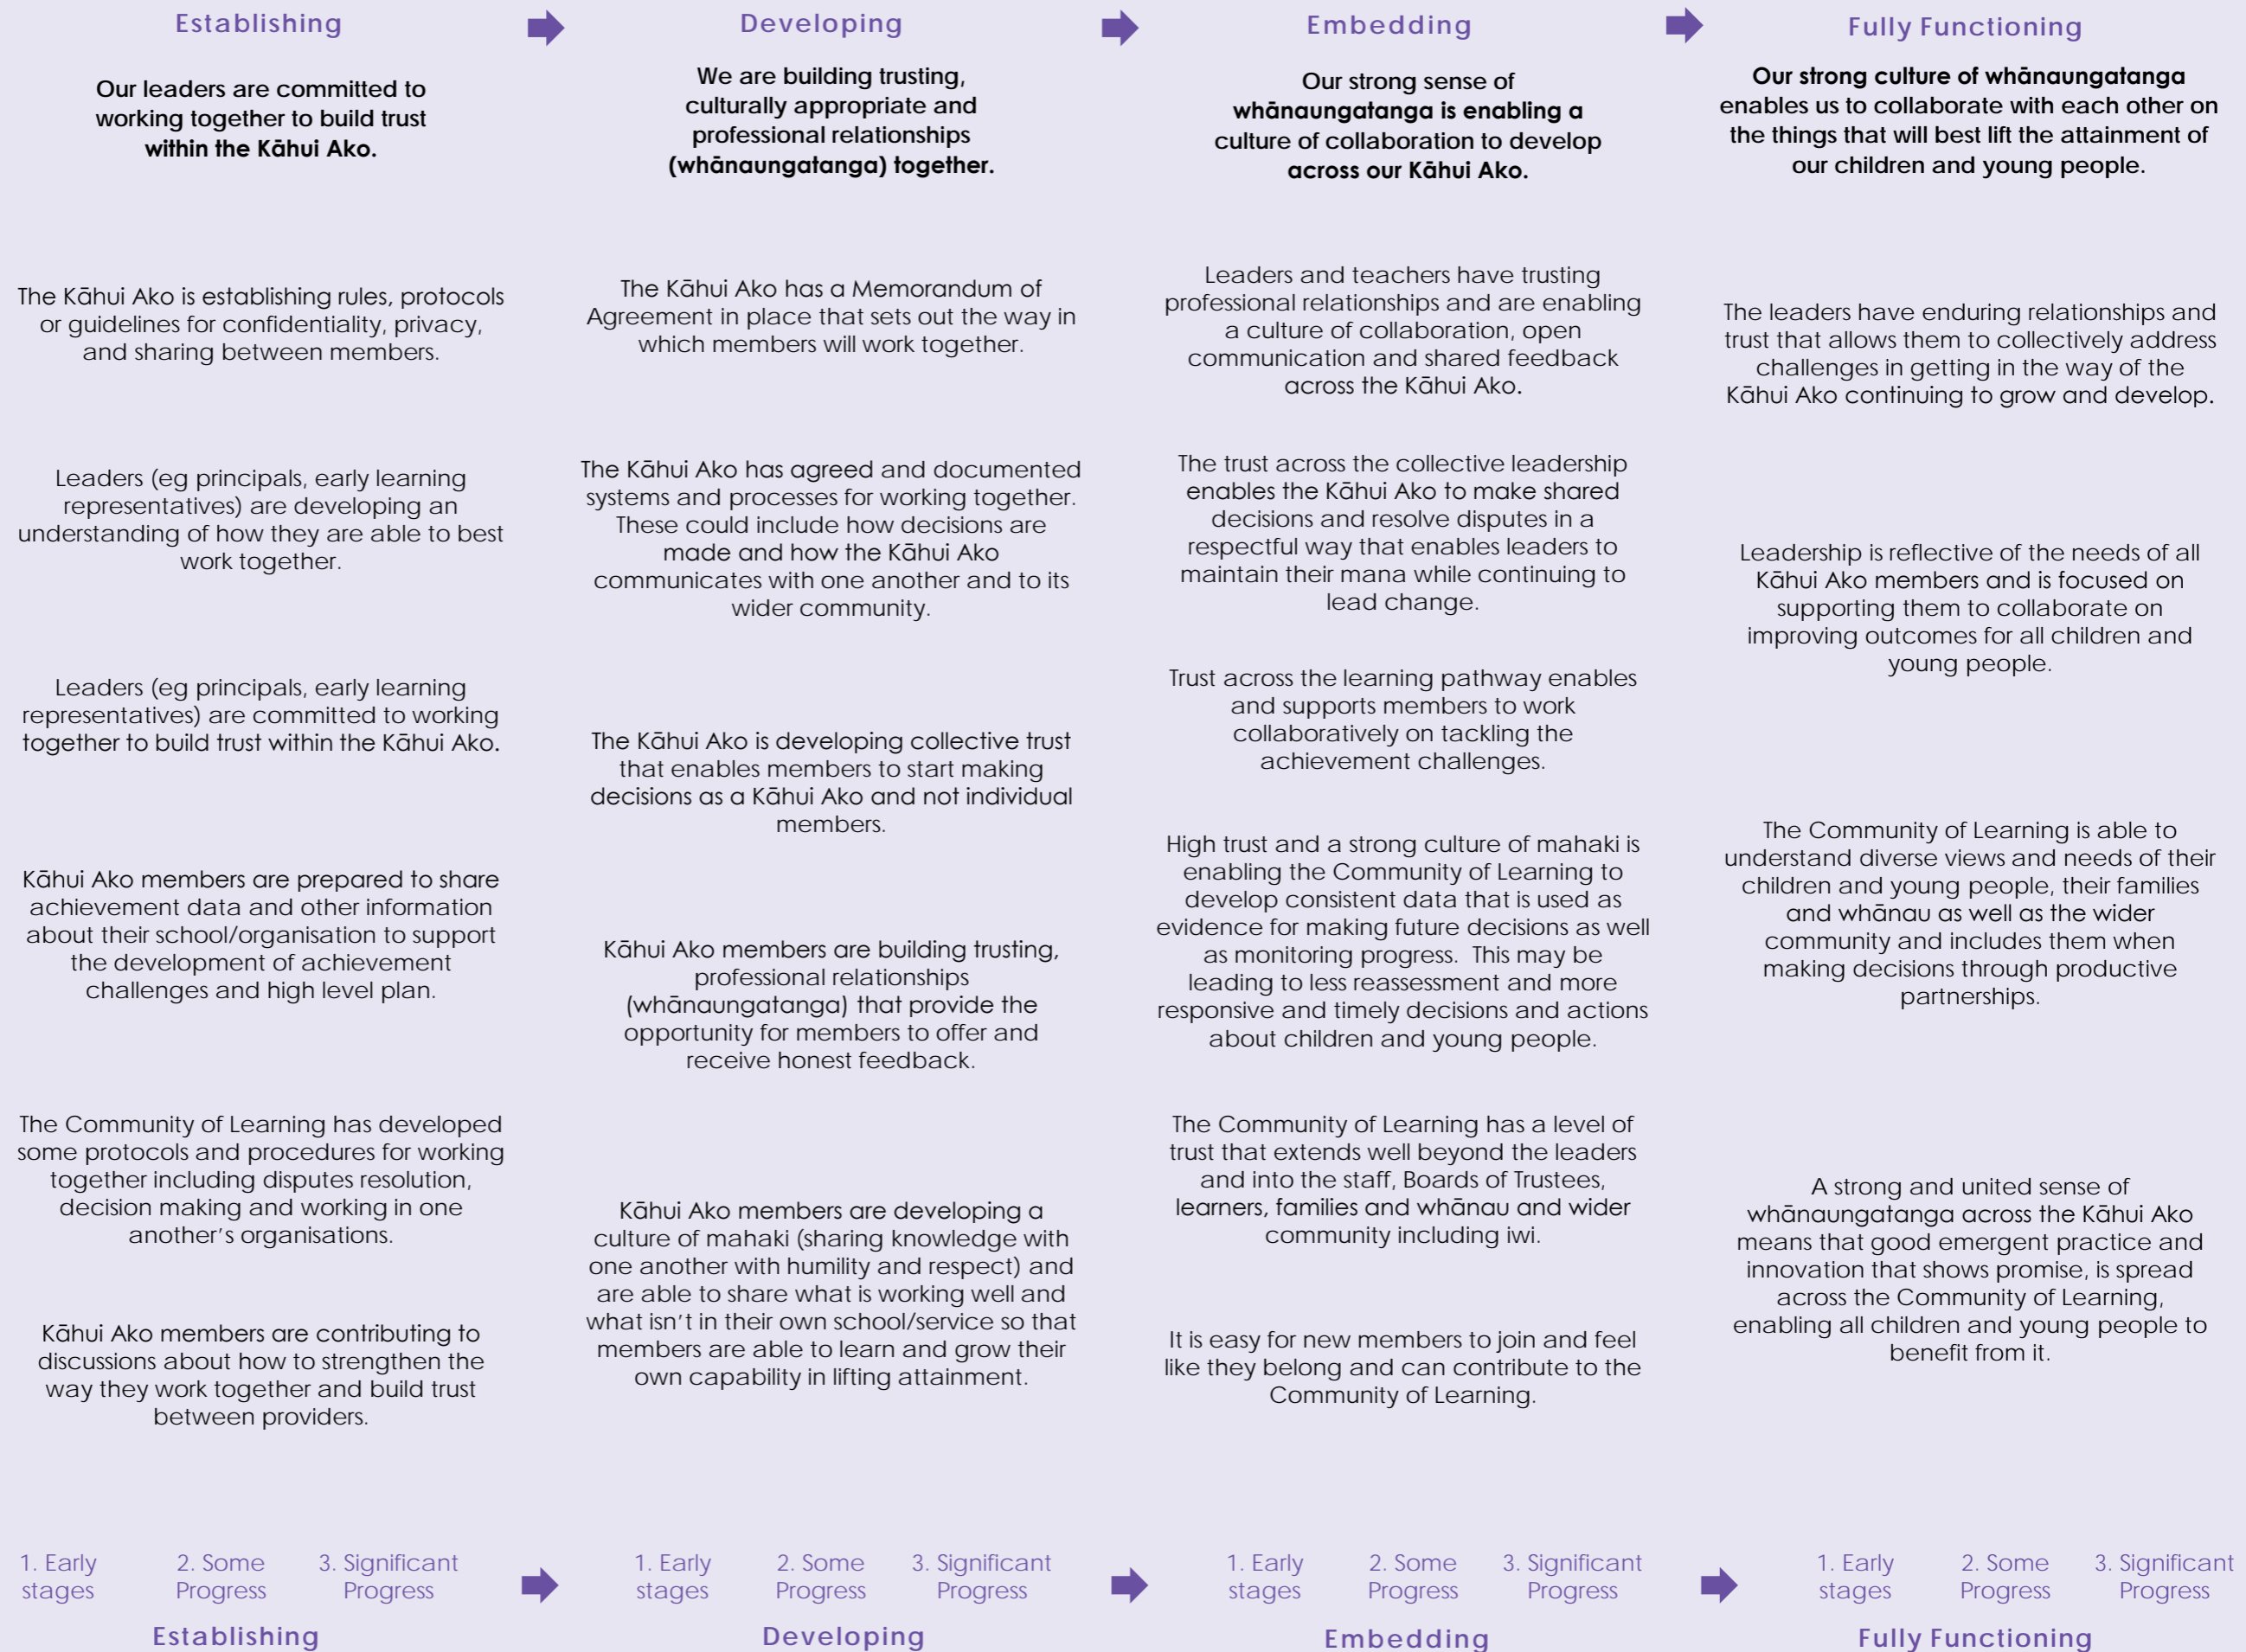 Establishing
Our leaders are committed to
working together to build trust
within the Kāhui Ako.
The Kāhui Ako is establishing rules, protocols
or guidelines for confidentiality, privacy,
and sharing between members.
Leaders (eg principals, early learning
representatives) are developing an
understanding of how they are able to best
work together.
Leaders (eg principals, early learning
representatives) are committed to working
together to build trust within the Kāhui Ako.
Kāhui Ako members are prepared to share
achievement data and other information
about their school/organisation to support
the development of achievement
challenges and high level plan.
The Community of Learning has developed
some protocols and procedures for working
together including disputes resolution,
decision making and working in one
another's organisations.
Kāhui Ako members are contributing to
discussions about how to strengthen the
way they work together and build trust
between providers.
1. Early
stages
2. Some
Progress
3. Significant
Progress
Establishing
Developing
We are building trusting,
culturally appropriate and
professional relationships
(whānaungatanga) together.
The Kāhui Ako has a Memorandum of
Agreement in place that sets out the way in
which members will work together.
The Kāhui Ako has agreed and documented
systems and processes for working together.
These could include how decisions are
made and how the Kāhui Ako
communicates with one another and to its
wider community.
The Kāhui Ako is developing collective trust
that enables members to start making
decisions as a Kāhui Ako and not individual
members.
Kāhui Ako members are building trusting,
professional relationships
(whānaungatanga) that provide the
opportunity for members to offer and
receive honest feedback.
Kāhui Ako members are developing a
culture of mahaki (sharing knowledge with
one another with humility and respect) and
are able to share what is working well and
what isn't in their own school/service so that
members are able to learn and grow their
own capability in lifting attainment.
1. Early
stages
2. Some
Progress
3. Significant
Progress
Developing
Embedding
Our strong sense of
whānaungatanga is enabling a
culture of collaboration to develop
across our Kāhui Ako.
Leaders and teachers have trusting
professional relationships and are enabling
a culture of collaboration, open
communication and shared feedback
across the Kāhui Ako.
The trust across the collective leadership
enables the Kāhui Ako to make shared
decisions and resolve disputes in a
respectful way that enables leaders to
maintain their mana while continuing to
lead change.
Trust across the learning pathway enables
and supports members to work
collaboratively on tackling the
achievement challenges.
High trust and a strong culture of mahaki is
enabling the Community of Learning to
develop consistent data that is used as
evidence for making future decisions as well
as monitoring progress. This may be
leading to less reassessment and more
responsive and timely decisions and actions
about children and young people.
The Community of Learning has a level of
trust that extends well beyond the leaders
and into the staff, Boards of Trustees,
learners, families and whānau and wider
community including iwi.
It is easy for new members to join and feel
like they belong and can contribute to the
Community of Learning.
1. Early
stages
2. Some
Progress
3. Significant
Progress
Embedding
Fully Functioning
Our strong culture of whānaungatanga
enables us to collaborate with each other on
the things that will best lift the attainment of
our children and young people.
The leaders have enduring relationships and
trust that allows them to collectively address
challenges in getting in the way of the
Kāhui Ako continuing to grow and develop.
Leadership is reflective of the needs of all
Kāhui Ako members and is focused on
supporting them to collaborate on
improving outcomes for all children and
young people.
The Community of Learning is able to
understand diverse views and needs of their
children and young people, their families
and whānau as well as the wider
community and includes them when
making decisions through productive
partnerships.
A strong and united sense of
whānaungatanga across the Kāhui Ako
means that good emergent practice and
innovation that shows promise, is spread
across the Community of Learning,
enabling all children and young people to
benefit from it.
1. Early
stages
2. Some
Progress
3. Significant
Progress
Fully Functioning